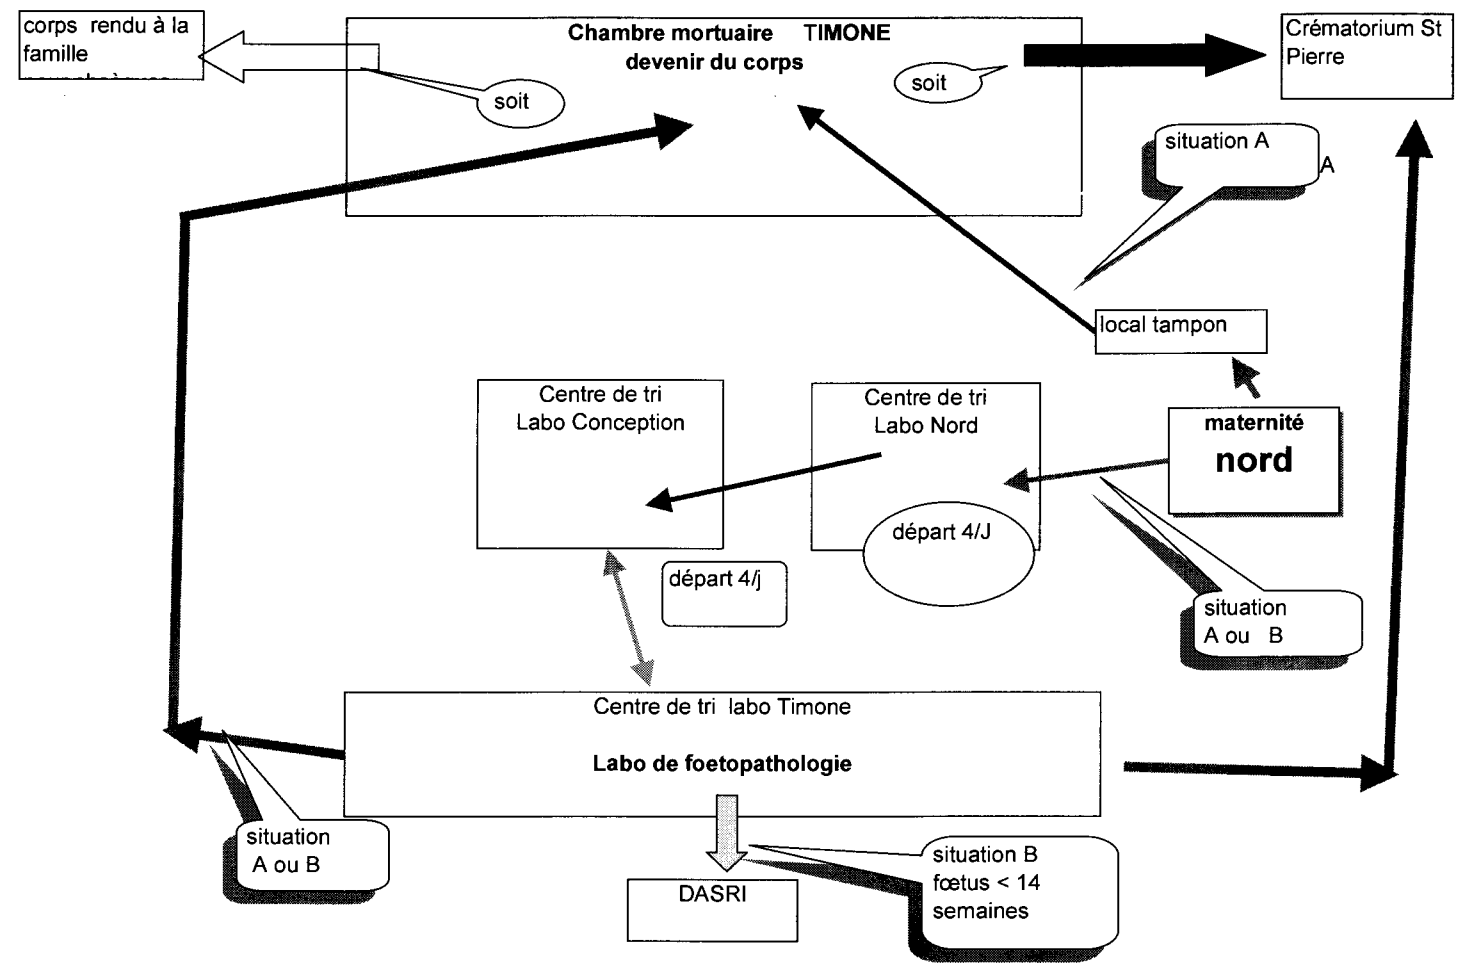 corps rendu à la
famille
Chambre mortuaire TIMONE
devenir du corps
soit
soit
Crématorium St
Pierre
situation A
A
local tampon
Centre de tri
Labo Conception
Centre de tri
Labo Nord
maternité
nord
départ 4/J
départ 4/j
situation
A ou B
Centre de tri labo Timone
Labo de foetopathologie
situation
A ou B
situation B
fœtus < 14
semaines
DASRI